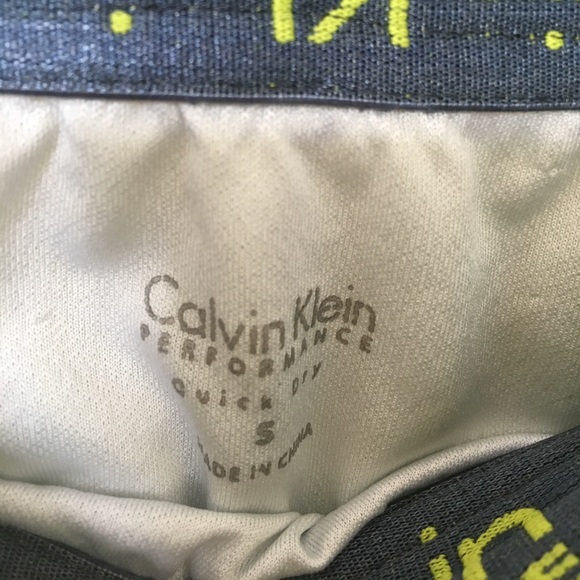 Calvin Klein
PERFORMANCE
QUICK DRY
S
MADE IN CHINA